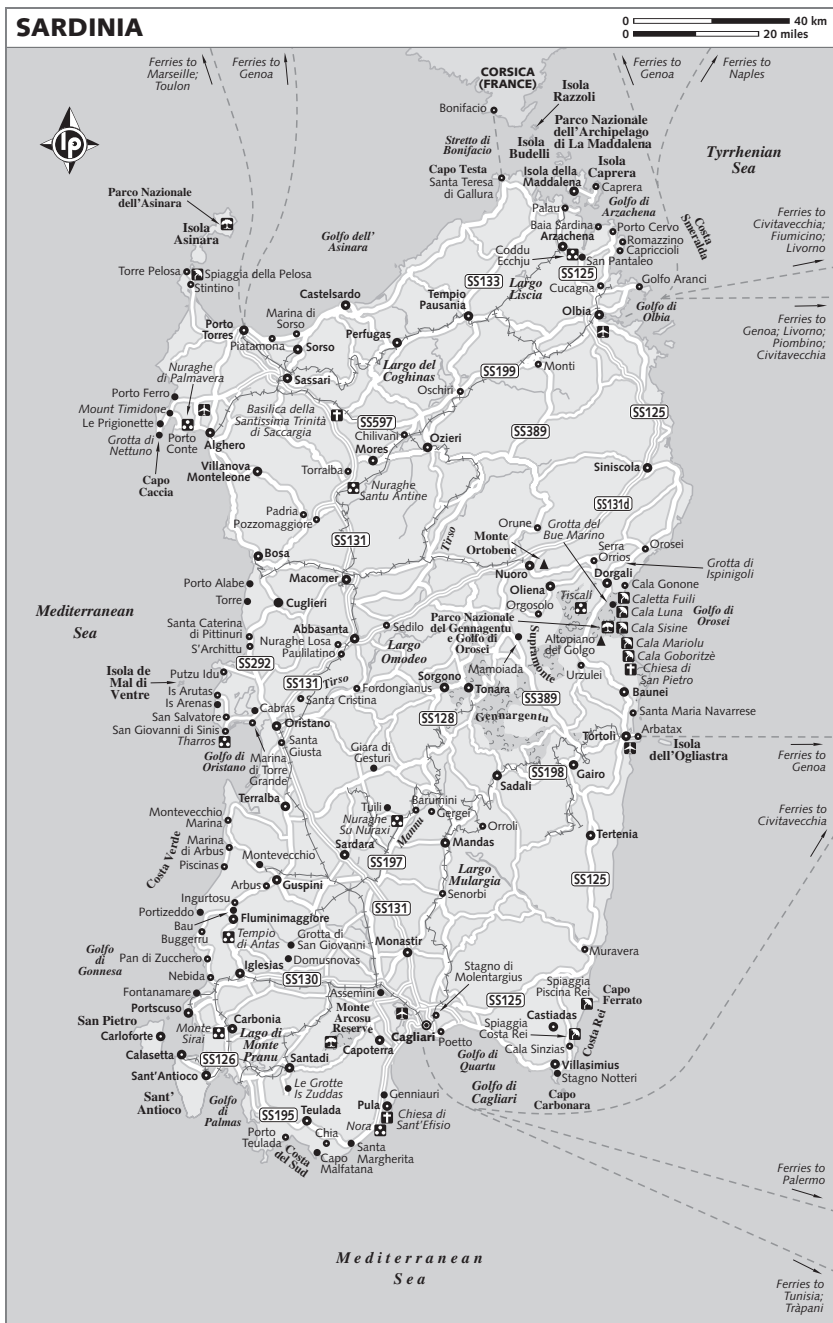 SARDINIA
0
40 km
0
20 miles
Ferries to
Marseille;
Toulon
Ferries to
Genoa
CORSICA
(FRANCE)
Bonifacio
Isola
Razzoli
Ferries to
Genoa
Ferries to
Naples
lp
Stretto di
Bonifacio
Isola
Budelli
Parco Nazionale
dell'Archipelago
di La Maddalena
Tyrrhenian
Sea
Capo Testa
Santa Teresa
di Gallura
Isola della
Maddalena
Isola
Caprera
Caprera
Parco Nazionale
dell'Asinara
Isola
Asinara
Golfo dell'
Asinara
Palau
Golfo di
Arzachena
Baia Sardina
Arzachena
Porto Cervo
Romazzino
Capriccioli
Costa
Smeralda
Ferries to
Civitavecchia;
Fiumicino;
Livorno
Coddu
Ecchju
San Pantaleo
Torre Pelosa
Spiaggia della Pelosa
Stintino
SS133
Largo
Liscia
SS125
Cucagna
Golfo Aranci
Castelsardo
Tempio
Pausania
Olbia
Golfo di
Olbia
Ferries to
Genoa; Livorno;
Piombino;
Civitavecchia
Porto
Torres
Marina di
Sorso
Platamona
Sorso
Perfugas
Nuraghe
di Palmavera
Sassari
Largo del
Coghinas
SS199
Monti
Porto Ferro
Mount Timidone
Le Prigionette
Grotta di
Nettuno
Porto
Conte
Alghero
Basilica della
Santissima Trinità
di Saccargia
Oschiri
SS597
Chilivani
SS389
SS125
Capo
Caccia
Villanova
Monteleone
Mores
Ozieri
Torralba
Nuraghe
Santu Antine
Siniscola
Padria
Pozzomaggiore
SS131
Tirso
SS131d
Orune
Monte
Ortobene
Grotta del
Bue Marino
Serra
Orrios
Orosei
Grotta di
Ispinigoli
Bosa
Macomer
Nuoro
Dorgali
Porto Alabe
Torre
Cuglieri
Oliena
Orgosolo
Tiscali
Cala Gonone
Caletta Fuili
Cala Luna
Golfo di
Orosei
Mediterranean
Sea
Santa Caterina
di Pittinuri
S'Archittu
Abbasanta
Nuraghe Losa
Paulilatino
Sedilo
Largo
Omodeo
Parco Nazionale
del Gennagentu
e Golfo di
Orosei
Supramonte
Altopiano
del Golgo
Cala Sisine
Cala Mariolu
Cala Goboritzè
Chiesa di
San Pietro
SS292
Isola de
Mal di
Ventre
Putzu Idu
Is Arutas
Is Arenas
San Salvatore
San Giovanni di Sinis
Tharros
SS131
Tirso
Fordongianus
Santa Cristina
Cabras
Oristano
Sorgono
Tonara
Mamoiada
Urzulei
SS389
Baunei
SS128
Gennargentu
Santa Maria Navarrese
Golfo di
Oristano
Marina
di Torre
Grande
Santa
Giusta
Giara di
Gesturi
Tortolì
Arbatax
Isola
dell'Ogliastra
Ferries to
Genoa
SS198
Sadali
Gairo
Terralba
Tuili
Barumini
Gergei
Nuraghe
Su Nuraxi
Mannu
Orroli
Ferries to
Civitavecchia
Montevecchio
Marina
Marina
di Arbus
Piscinas
Costa Verde
Montevecchio
Sardara
Mandas
Tertenia
SS197
Largo
Mulargia
Arbus
Guspini
Senorbi
SS125
Ingurtosu
Portizeddo
Fluminimaggiore
Bau
Buggerru
Tempio
di Antas
Grotta di
San Giovanni
SS131
Monastir
Golfo
di
Gonnesa
Pan di Zucchero
Nebida
Domusnovas
Iglesias
SS130
Muravera
Stagno di
Molentargius
Spiaggia
Piscina Rei
Capo
Ferrato
Fontanamare
Portscuso
San Pietro
Carloforte
Assemini
SS125
Monte
Sirai
Carbonia
Lago di
Monte
Pranu
Monte
Arcosu
Reserve
Cagliari
Poetto
Castiadas
Spiaggia
Costa Rei
Costa Rei
Calasetta
SS126
Capoterra
Golfo di
Quartu
Cala Sinzias
Sant'Antioco
Santadi
Villasimius
Stagno Notteri
Sant'
Antioco
Golfo
di
Palmas
Le Grotte
Is Zuddas
Genniauri
Golfo di
Cagliari
Capo
Carbonara
SS195
Teulada
Pula
Chiesa di
Sant'Efisio
Nora
Porto
Teulada
Chia
Costa
del Sud
Capo
Malfatana
Santa
Margherita
Ferries to
Palermo
Mediterranean
Sea
Ferries to
Tunisia;
Tràpani